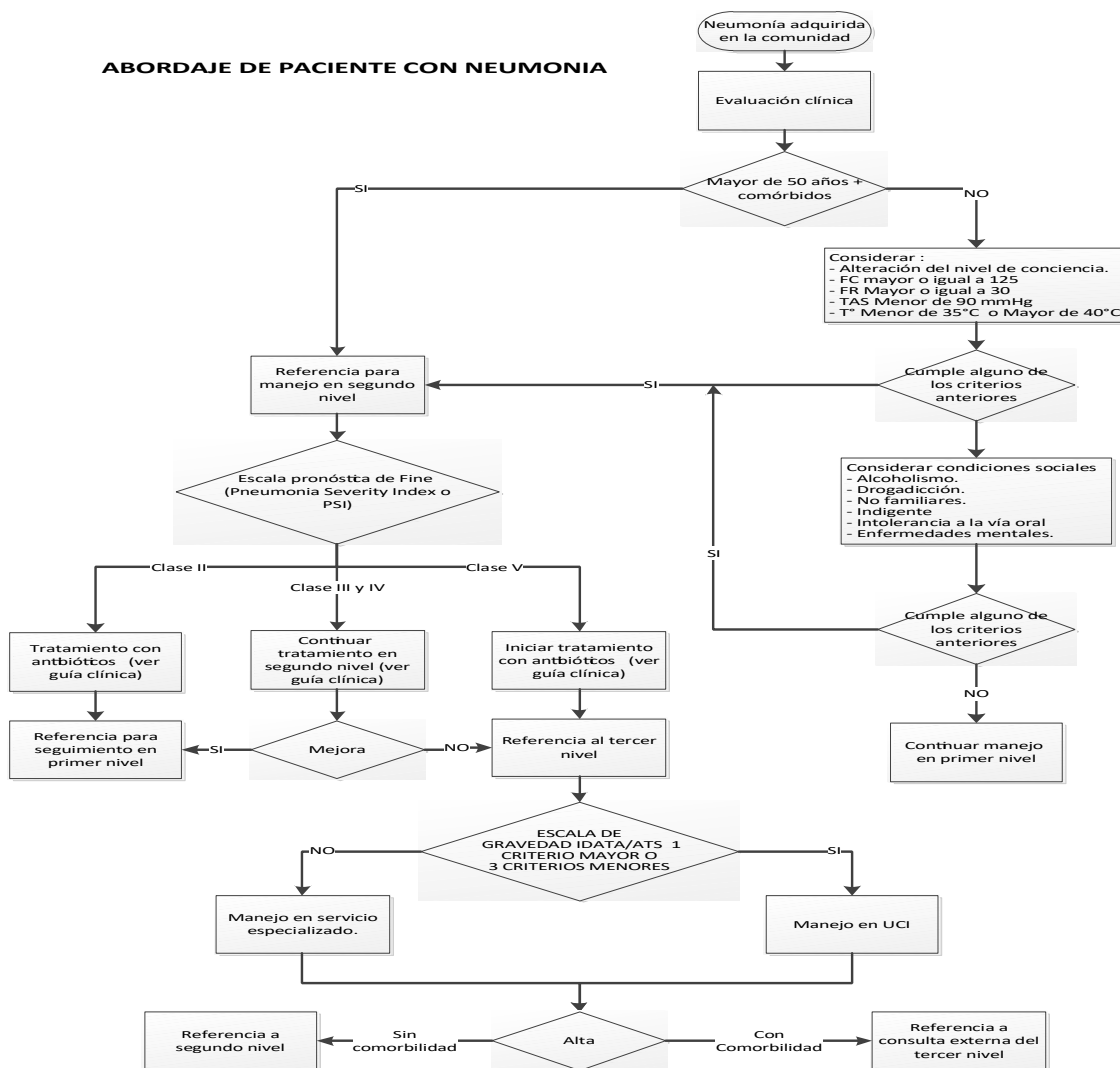 Neumonía adquirida
en la comunidad
ABORDAJE DE PACIENTE CON NEUMONIA
Evaluación clínica
Mayor de 50 años +
comórbidos
SI
NO
Considerar :
- Alteración del nivel de conciencia.
- FC mayor o igual a 125
- FR Mayor o igual a 30
- TAS Menor de 90 mmHg
- T° Menor de 35°C o Mayor de 40°C
Referencia para
manejo en segundo
nivel
SI
Cumple alguno de
los criterios
anteriores
Escala pronóstica de Fine
(Pneumonia Severity Index o
PSI)
Considerar condiciones sociales
- Alcoholismo.
- Drogadicción.
- No familiares.
- Indigente
- Intolerancia a la vía oral
- Enfermedades mentales.
SI
Clase II
Clase III y IV
Clase V
Cumple alguno de
los criterios
anteriores
Tratamiento con
antbióticos (ver
guía clínica)
Contnuar
tratamiento en
segundo nivel (ver
guía clínica)
Iniciar tratamiento
con antbióticos (ver
guía clínica)
NO
Referencia para
seguimiento en
primer nivel
SI
Mejora
NO
Referencia al tercer
nivel
Contnuar manejo
en primer nivel
ESCALA DE
GRAVEDAD IDATA/ATS 1
CRITERIO MAYOR O
3 CRITERIOS MENORES
NO
SI
Manejo en servicio
especializado.
Manejo en UCI
Referencia a
segundo nivel
Sin
comorbilidad
Alta
Con
Comorbilidad
Referencia a
consulta externa del
tercer nivel